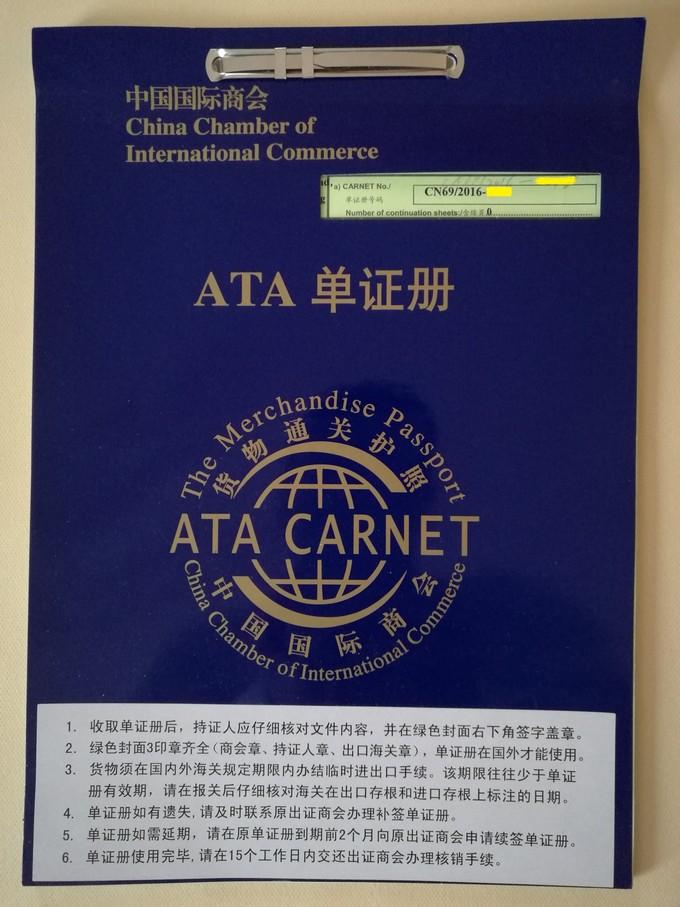 中国国际商会
China Chamber of
International Commerce
a) CARNET No./
单证册号码
CN69/2016-
Number of continuation sheets:/含续页 0
ATA 单证册
The Merchandise Passport
货物通关护照
ATA CARNET
中国国际商会
China Chamber of International Commerce
1. 收取单证册后，持证人应仔细核对文件内容，并在绿色封面右下角签字盖章。
2. 绿色封面3印章齐全（商会章、持证人章、出口海关章），单证册在国外才能使用。
3. 货物须在国内外海关规定期限内办结临时进出口手续。该期限往往少于单证
册有效期，请在报关后仔细核对海关在出口存根和进口存根上标注的日期。
4. 单证册如有遗失,请及时联系原出证商会办理补签单证册。
5. 单证册如需延期，请在原单证册到期前2个月向原出证商会申请续签单证册。
6. 单证册使用完毕,请在15个工作日内交还出证商会办理核销手续。